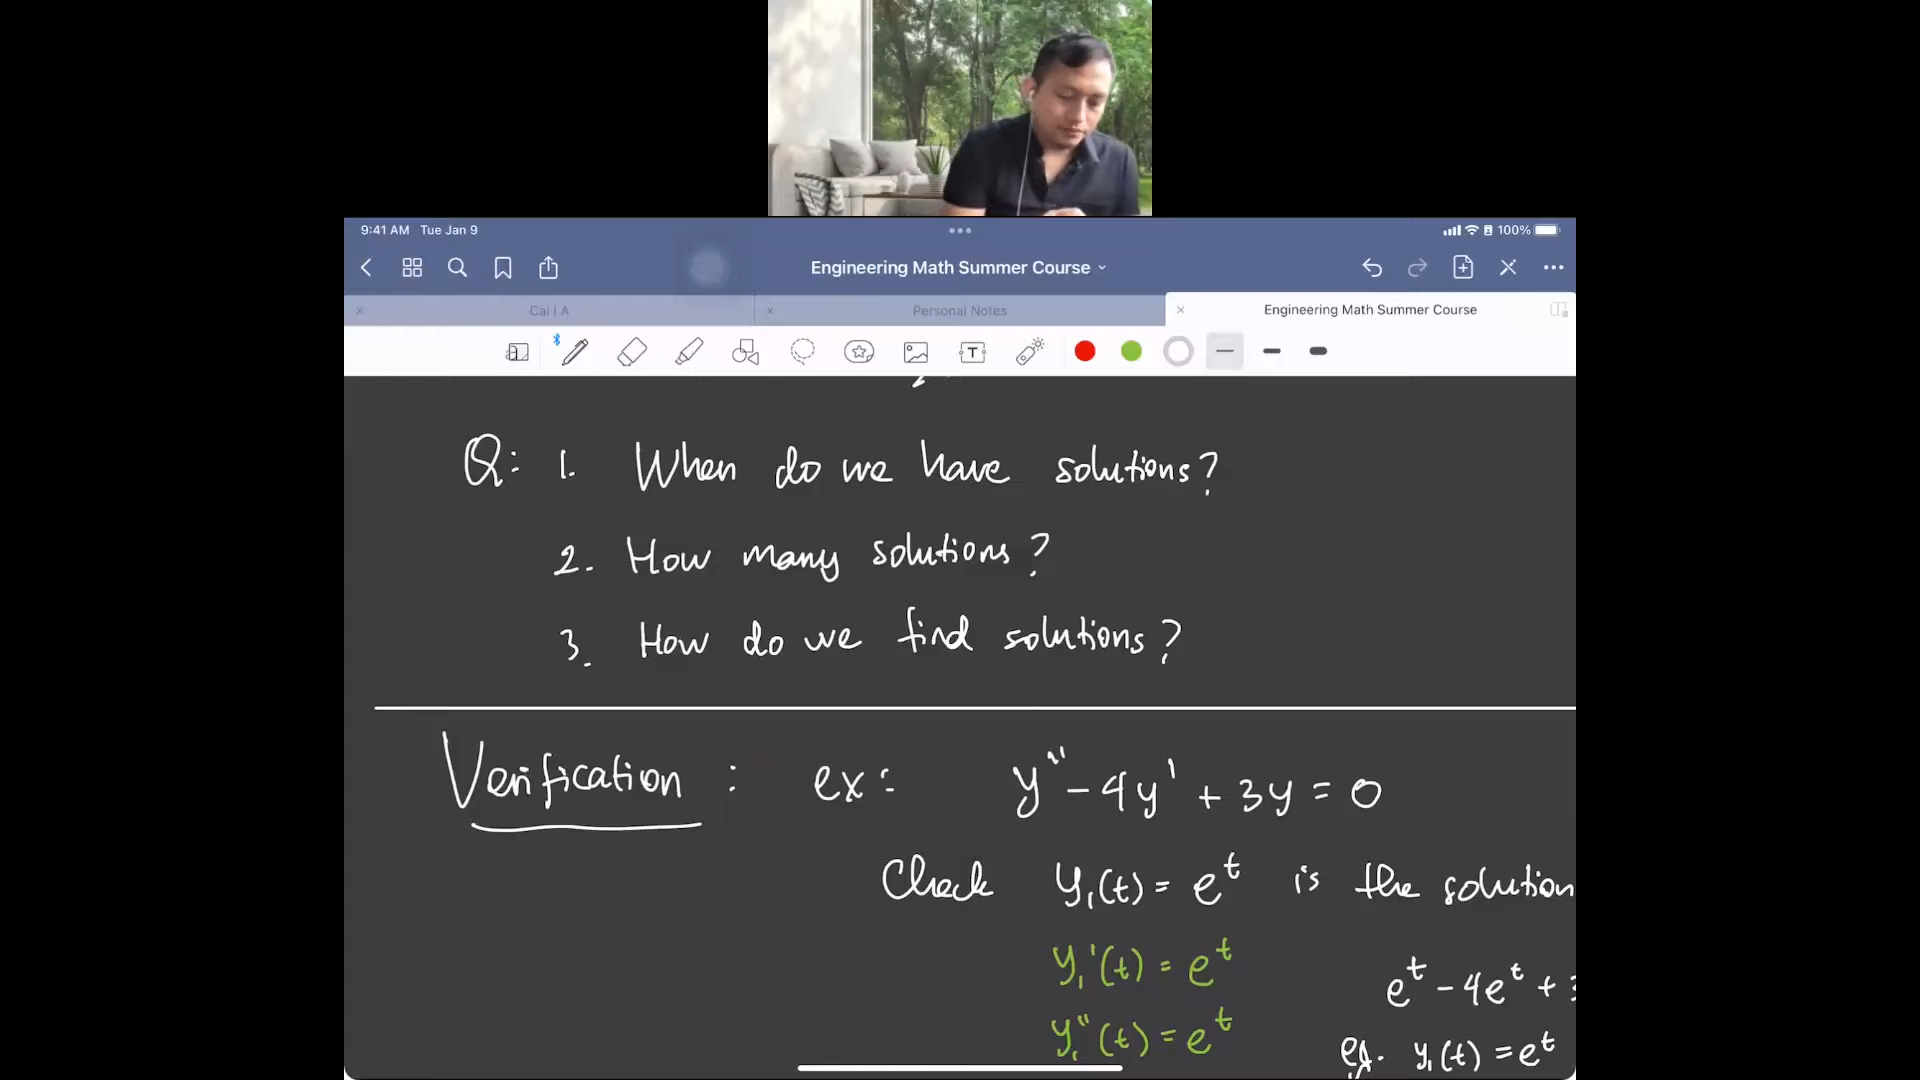 9:41 AM Tue Jan 9
100%
Engineering Math Summer Course
Cal I A
Personal Notes
Engineering Math Summer Course
Q: 1. When do we have solutions?
2. How many solutions?
3. How do we find solutions?
Verification : ex: y'' - 4y' + 3y = 0
Check y₁(t) = e^t is the solution
y₁'(t) = e^t
e^t - 4e^t +
y₁''(t) = e^t
y₁(t) = e^t